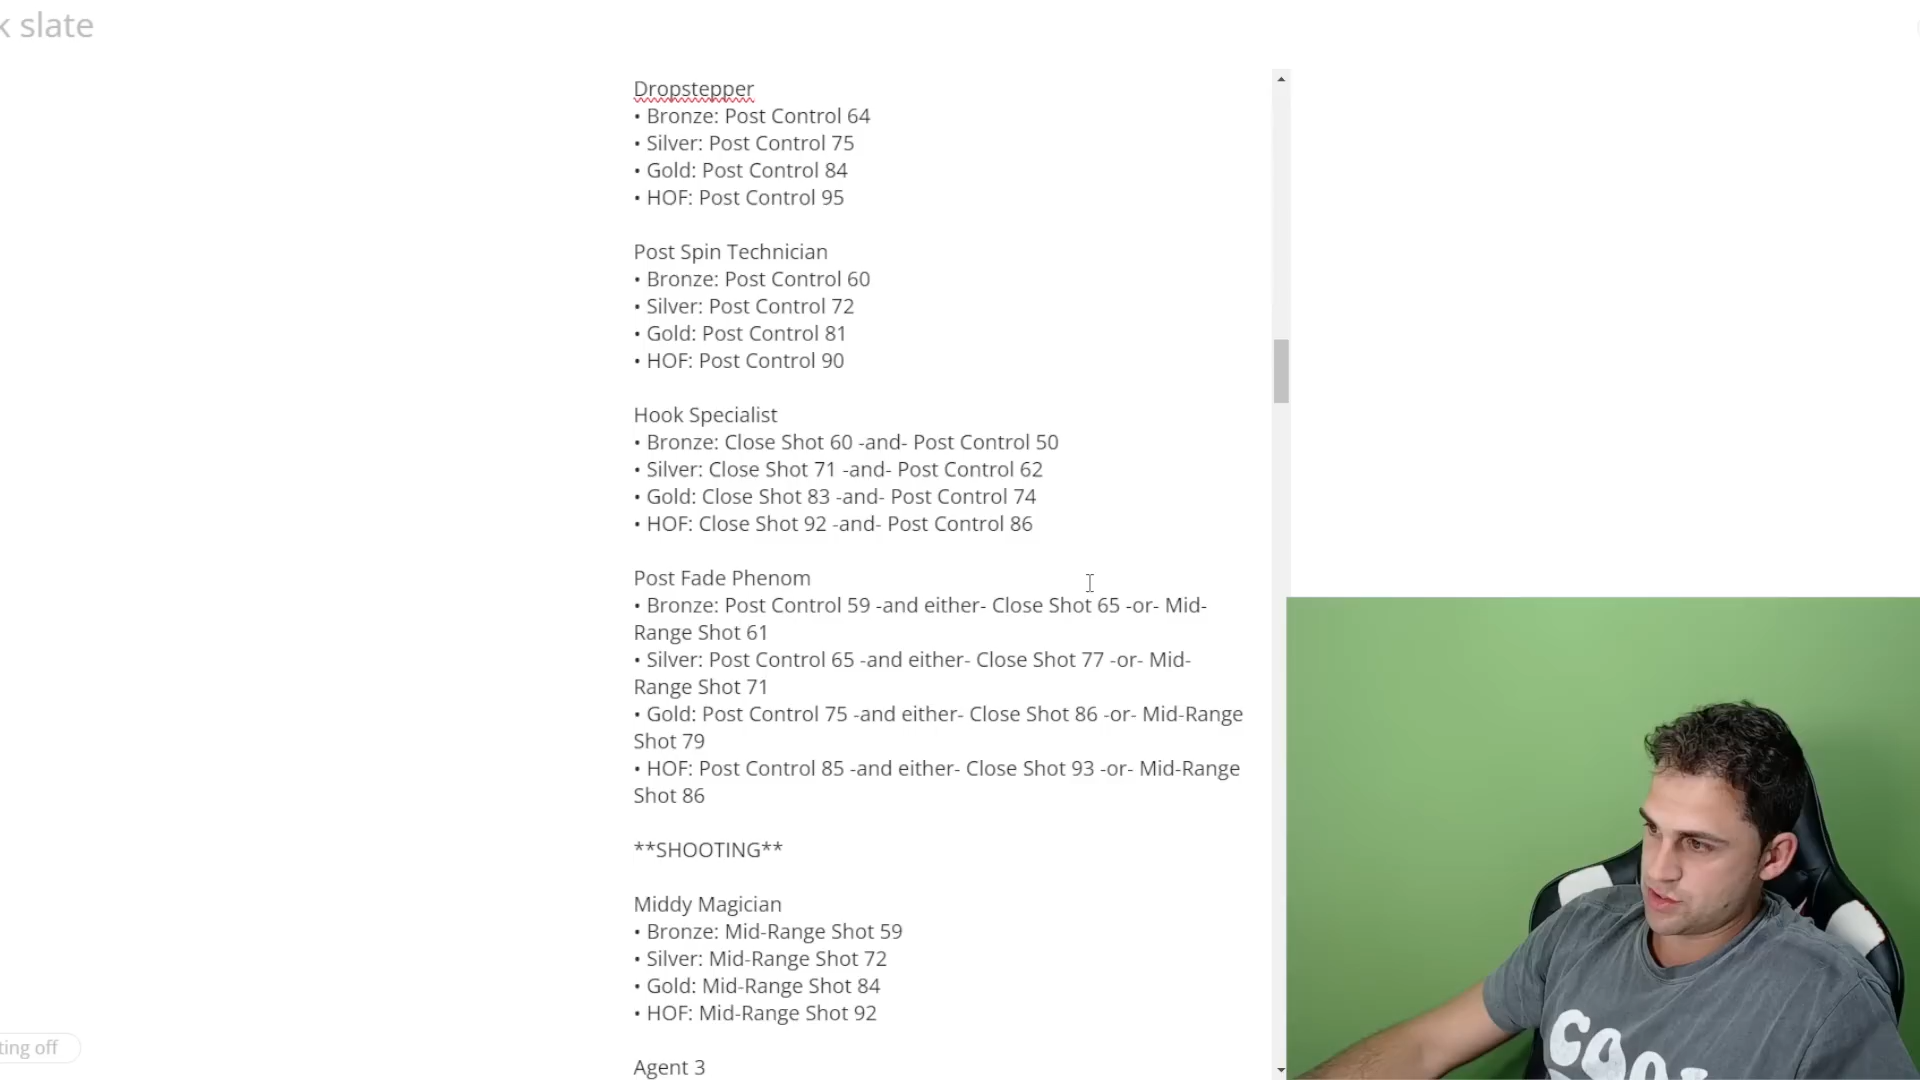 k slate
Dropstepper
• Bronze: Post Control 64
• Silver: Post Control 75
• Gold: Post Control 84
• HOF: Post Control 95
Post Spin Technician
• Bronze: Post Control 60
• Silver: Post Control 72
• Gold: Post Control 81
• HOF: Post Control 90
Hook Specialist
• Bronze: Close Shot 60 -and- Post Control 50
• Silver: Close Shot 71 -and- Post Control 62
• Gold: Close Shot 83 -and- Post Control 74
• HOF: Close Shot 92 -and- Post Control 86
Post Fade Phenom
• Bronze: Post Control 59 -and either- Close Shot 65 -or- Mid-
Range Shot 61
• Silver: Post Control 65 -and either- Close Shot 77 -or- Mid-
Range Shot 71
• Gold: Post Control 75 -and either- Close Shot 86 -or- Mid-Range
Shot 79
• HOF: Post Control 85 -and either- Close Shot 93 -or- Mid-Range
Shot 86
**SHOOTING**
Middy Magician
• Bronze: Mid-Range Shot 59
• Silver: Mid-Range Shot 72
• Gold: Mid-Range Shot 84
• HOF: Mid-Range Shot 92
ting off
Agent 3